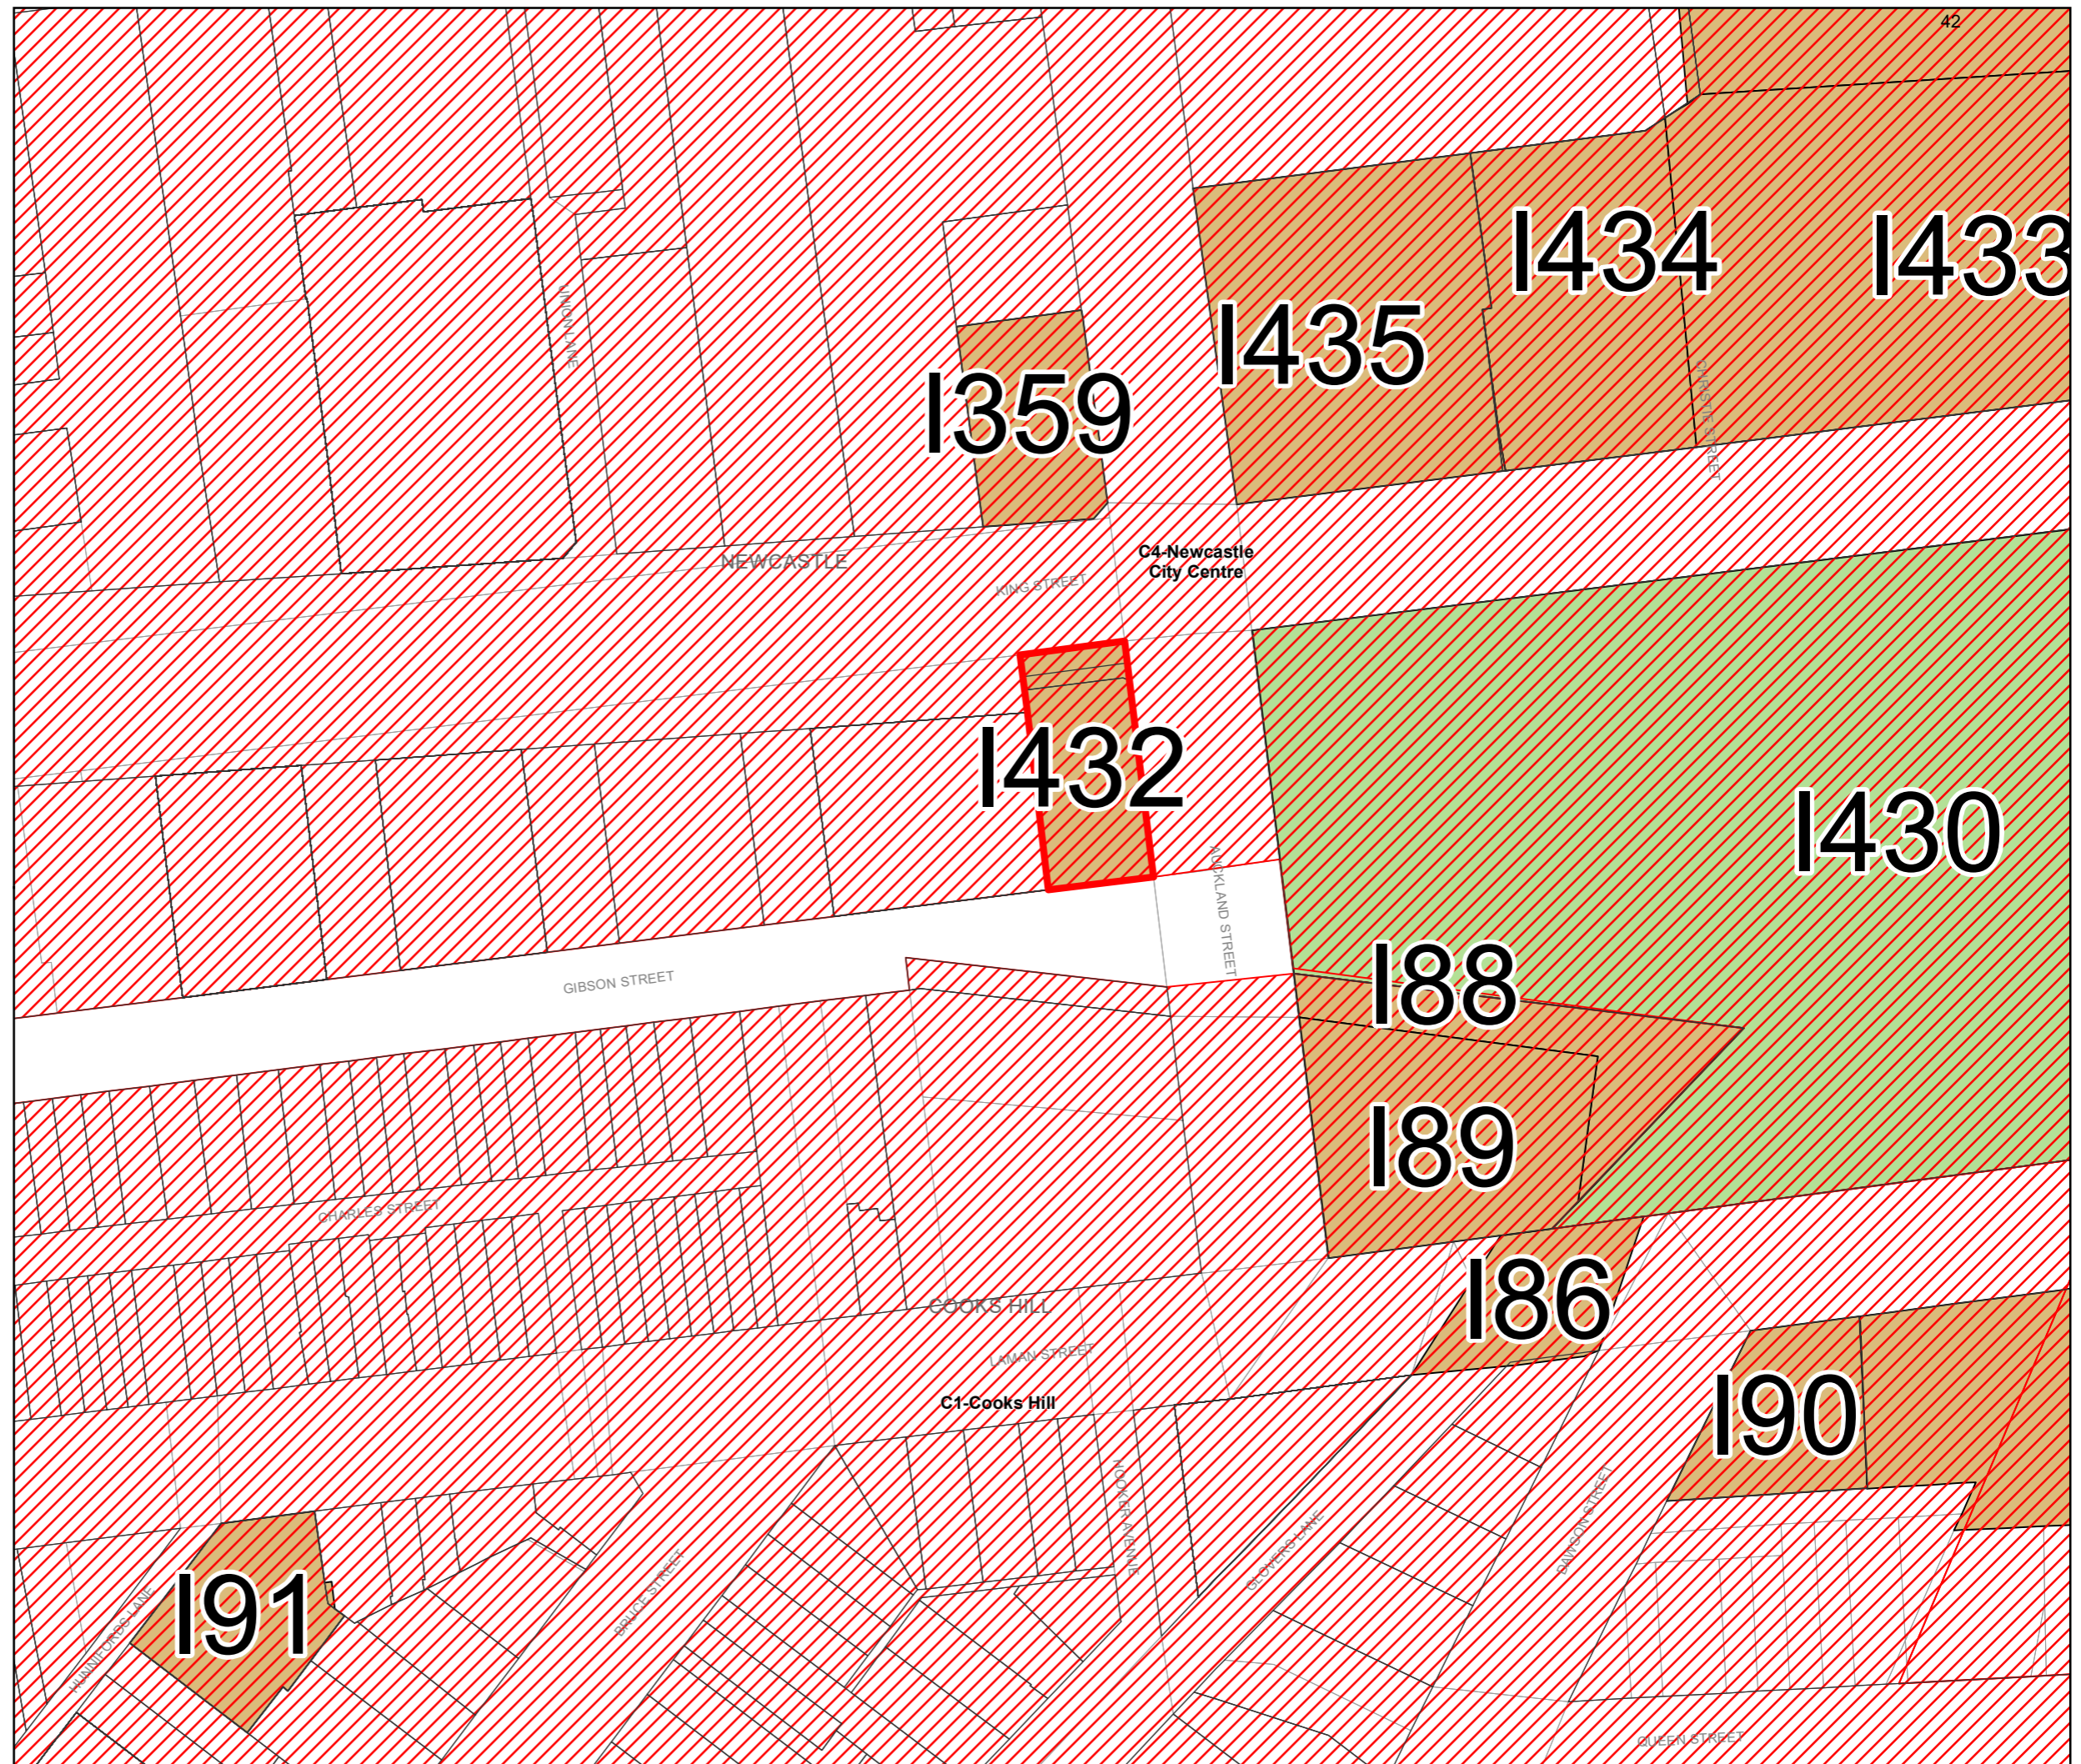 42
I434
I433
I435
UNION LANE
I359
CHRISTIE STREET
C4-Newcastle
City Centre
NEWCASTLE
KING STREET
I432
I430
AUCKLAND STREET
I88
GIBSON STREET
I89
CHARLES STREET
COOKS HILL
I86
LAMAN STREET
C1-Cooks Hill
I90
NOOKER AVENUE
DAWSON STREET
GLOVERS LANE
BRUCE STREET
I91
HUNNIFORDS LANE
QUEEN STREET